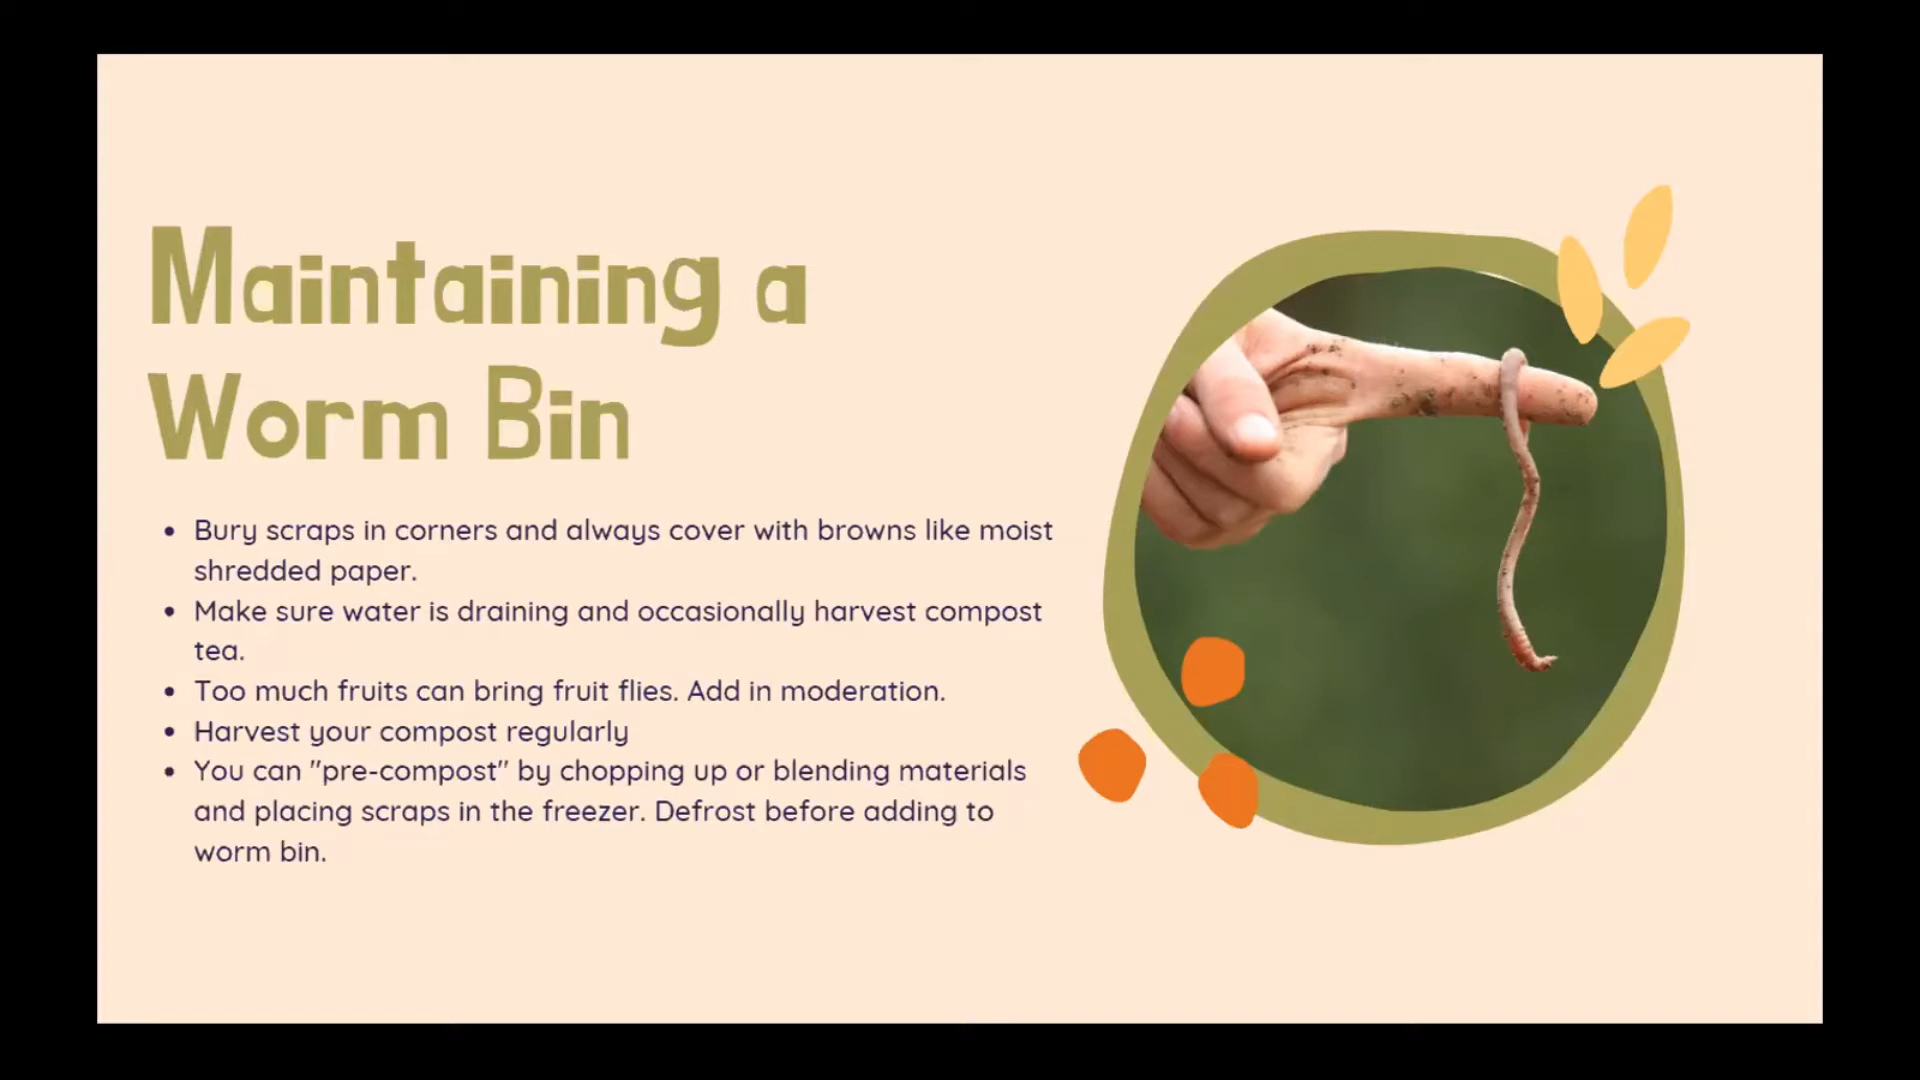 Maintaining a
Worm Bin
• Bury scraps in corners and always cover with browns like moist
shredded paper.
• Make sure water is draining and occasionally harvest compost
tea.
• Too much fruits can bring fruit flies. Add in moderation.
• Harvest your compost regularly
• You can "pre-compost" by chopping up or blending materials
and placing scraps in the freezer. Defrost before adding to
worm bin.